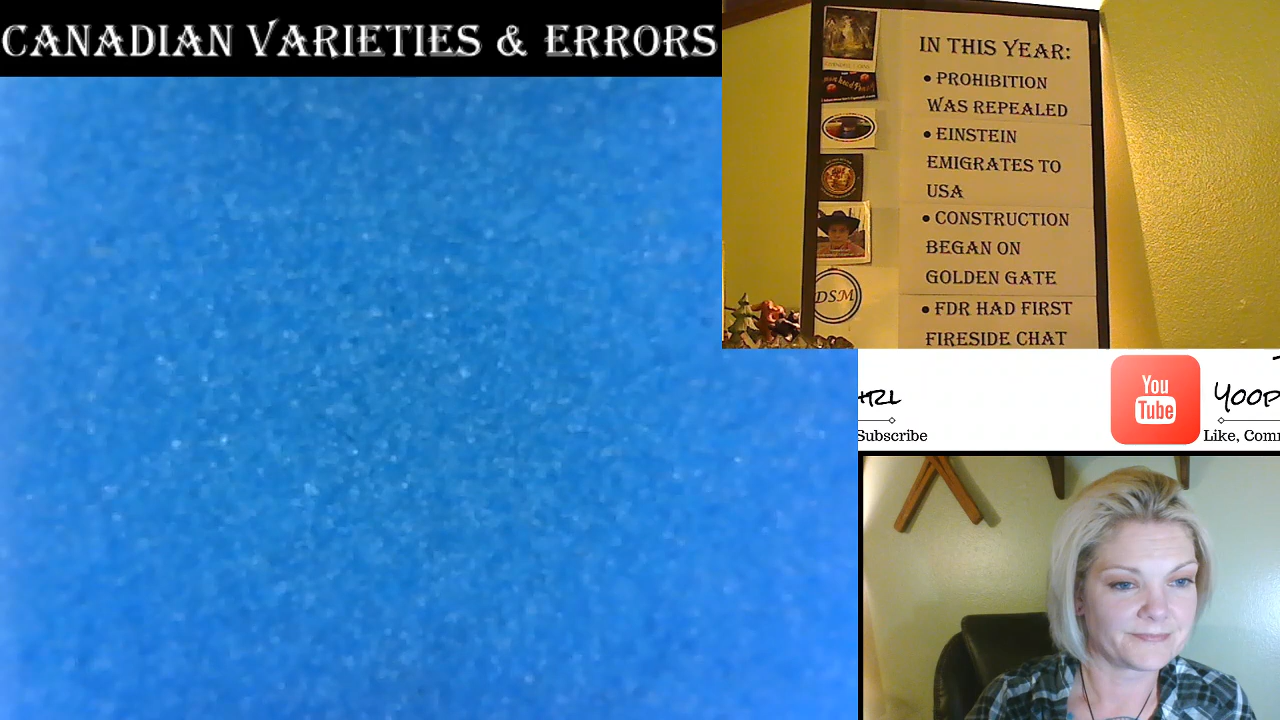 CANADIAN VARIETIES & ERRORS
IN THIS YEAR:
• PROHIBITION
WAS REPEALED
• EINSTEIN
EMIGRATES TO
USA
• CONSTRUCTION
BEGAN ON
GOLDEN GATE
• FDR HAD FIRST
FIRESIDE CHAT
DSM
You
Tube
Subscribe
Like,